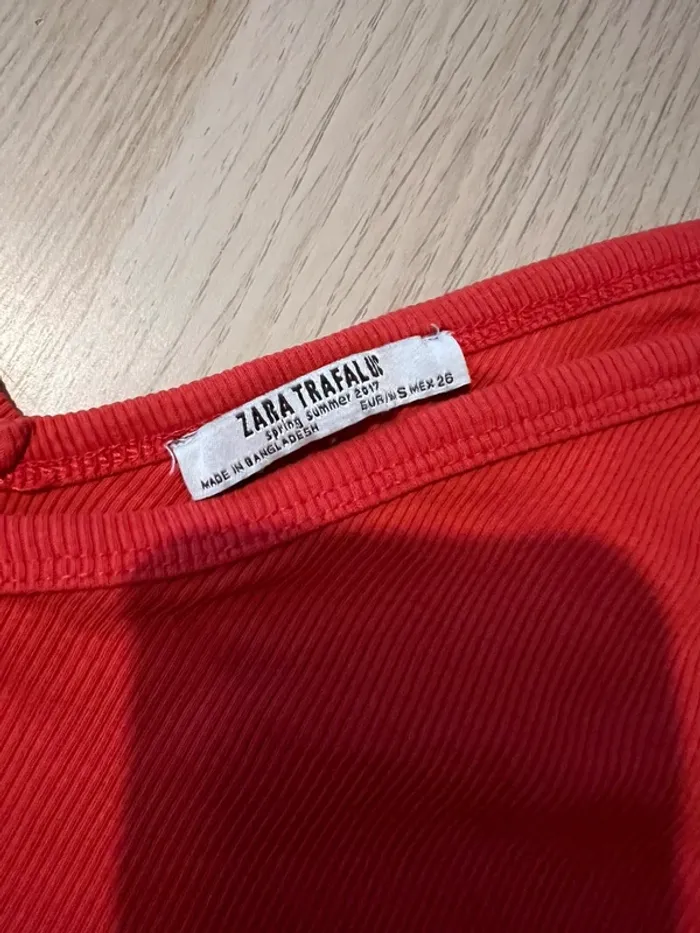 ZARA TRAFALUC
spring summer 2017
MADE IN BANGLADESH
EUR/ S MEX 26